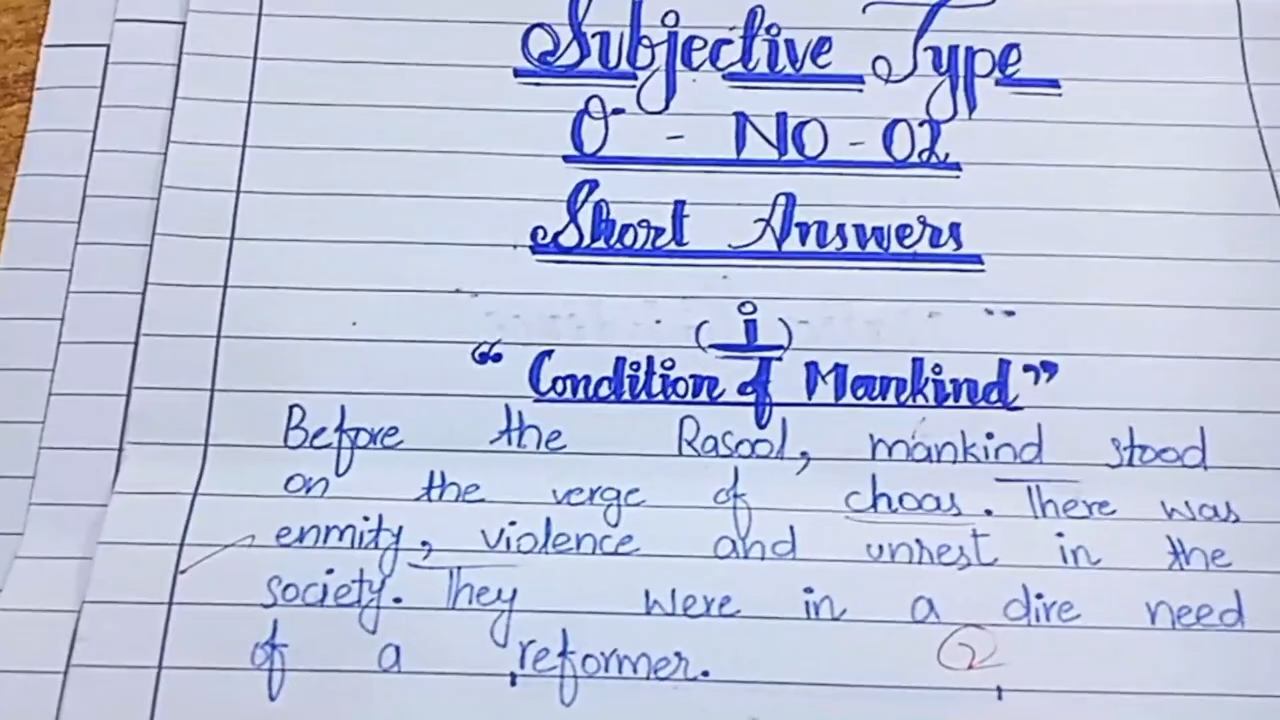 Subjective Type
Q - NO - 02
Short Answers
(i)
“Condition of Mankind”
Before the Rasool, mankind stood
on the verge of choas. There was
enmity, violence and unrest in the
society. They were in a dire need
of a reformer.
2